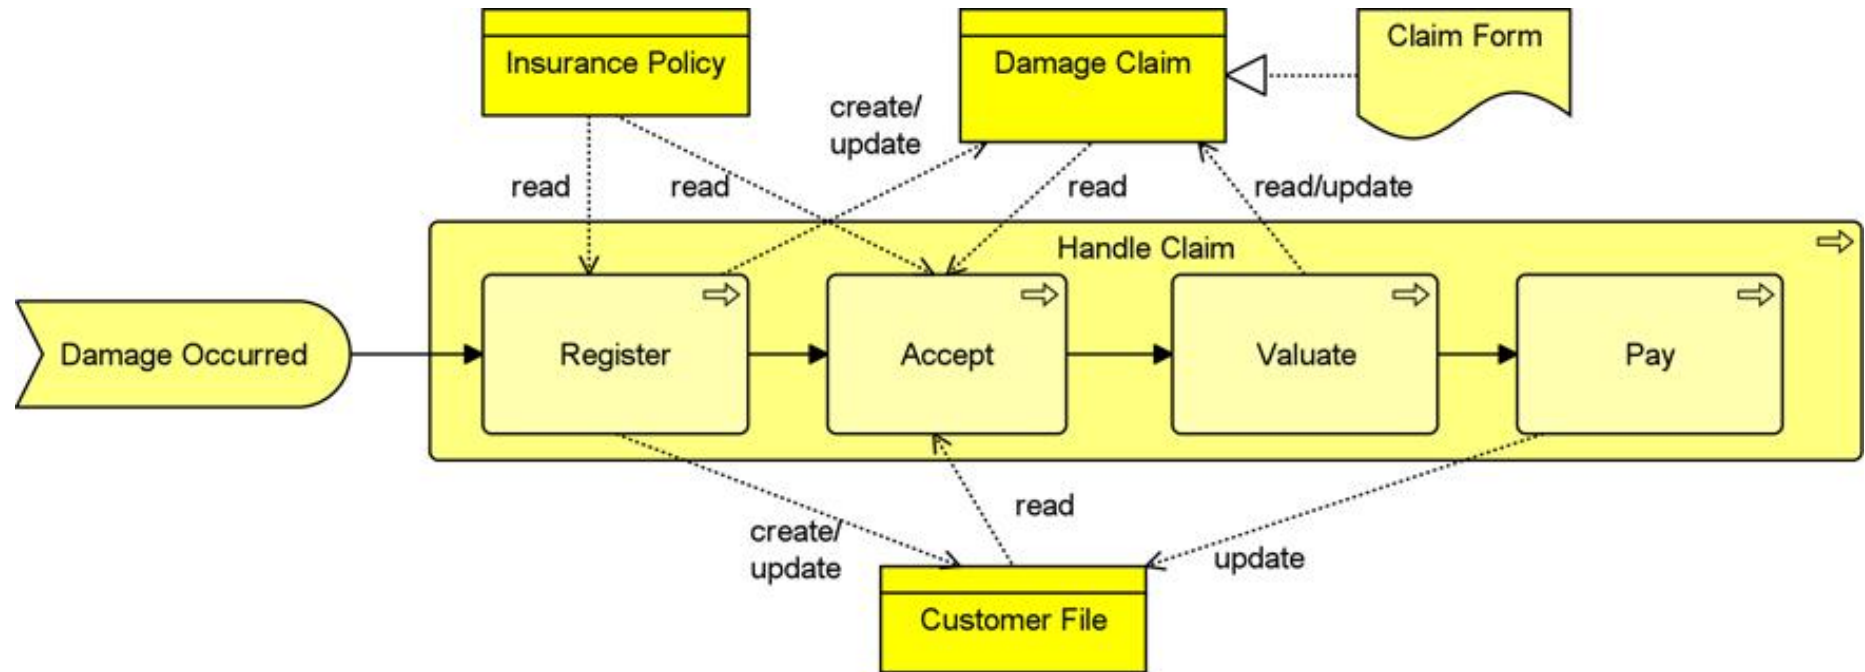 Claim Form
Insurance Policy
Damage Claim
create/
update
read
read
read
read/update
Handle Claim
Damage Occurred
Register
Accept
Valuate
Pay
read
create/
update
update
Customer File